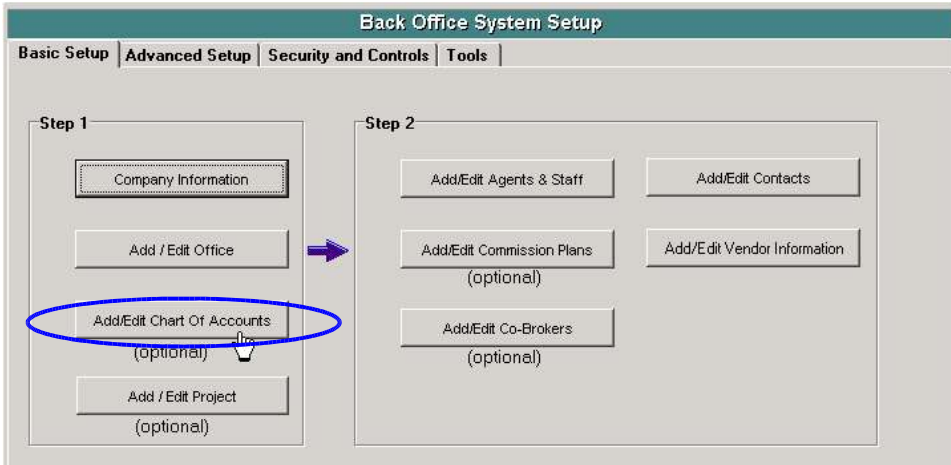 Back Office System Setup
Basic Setup Advanced Setup Security and Controls Tools
Step 1
Company Information
Add / Edit Office
Add/Edit Chart Of Accounts
(optional)
Add / Edit Project
(optional)
Step 2
Add/Edit Agents & Staff
Add/Edit Contacts
Add/Edit Commission Plans
(optional)
Add/Edit Vendor Information
Add/Edit Co-Brokers
(optional)